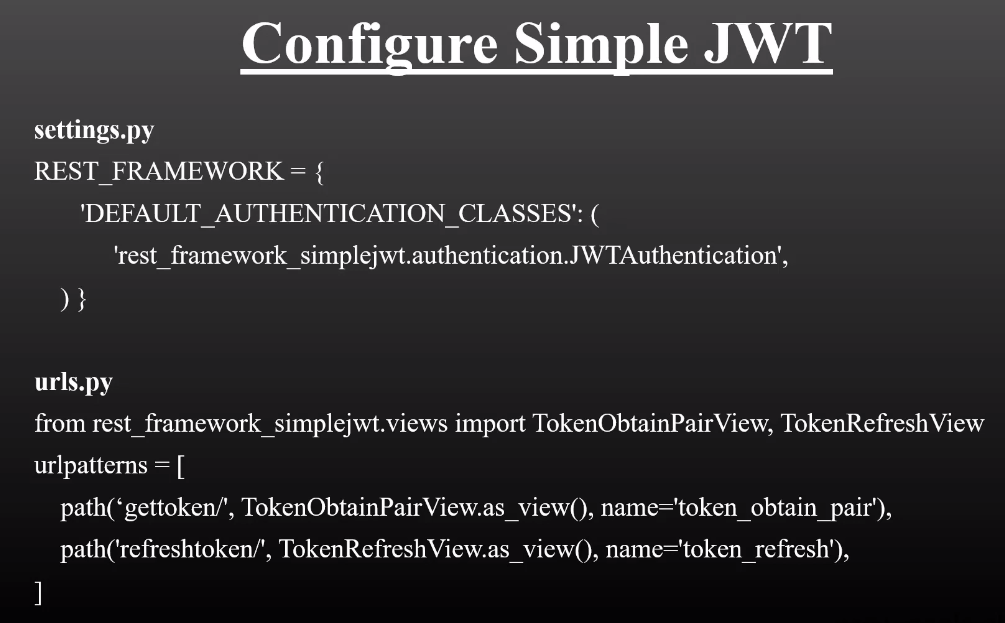 Configure Simple JWT
settings.py
REST_FRAMEWORK = {
'DEFAULT_AUTHENTICATION_CLASSES': (
'rest_framework_simplejwt.authentication.JWTAuthentication',
) }
urls.py
from rest_framework_simplejwt.views import TokenObtainPairView, TokenRefreshView
urlpatterns = [
path(‘gettoken/', TokenObtainPairView.as_view(), name='token_obtain_pair'),
path('refreshtoken/', TokenRefreshView.as_view(), name='token_refresh'),
]